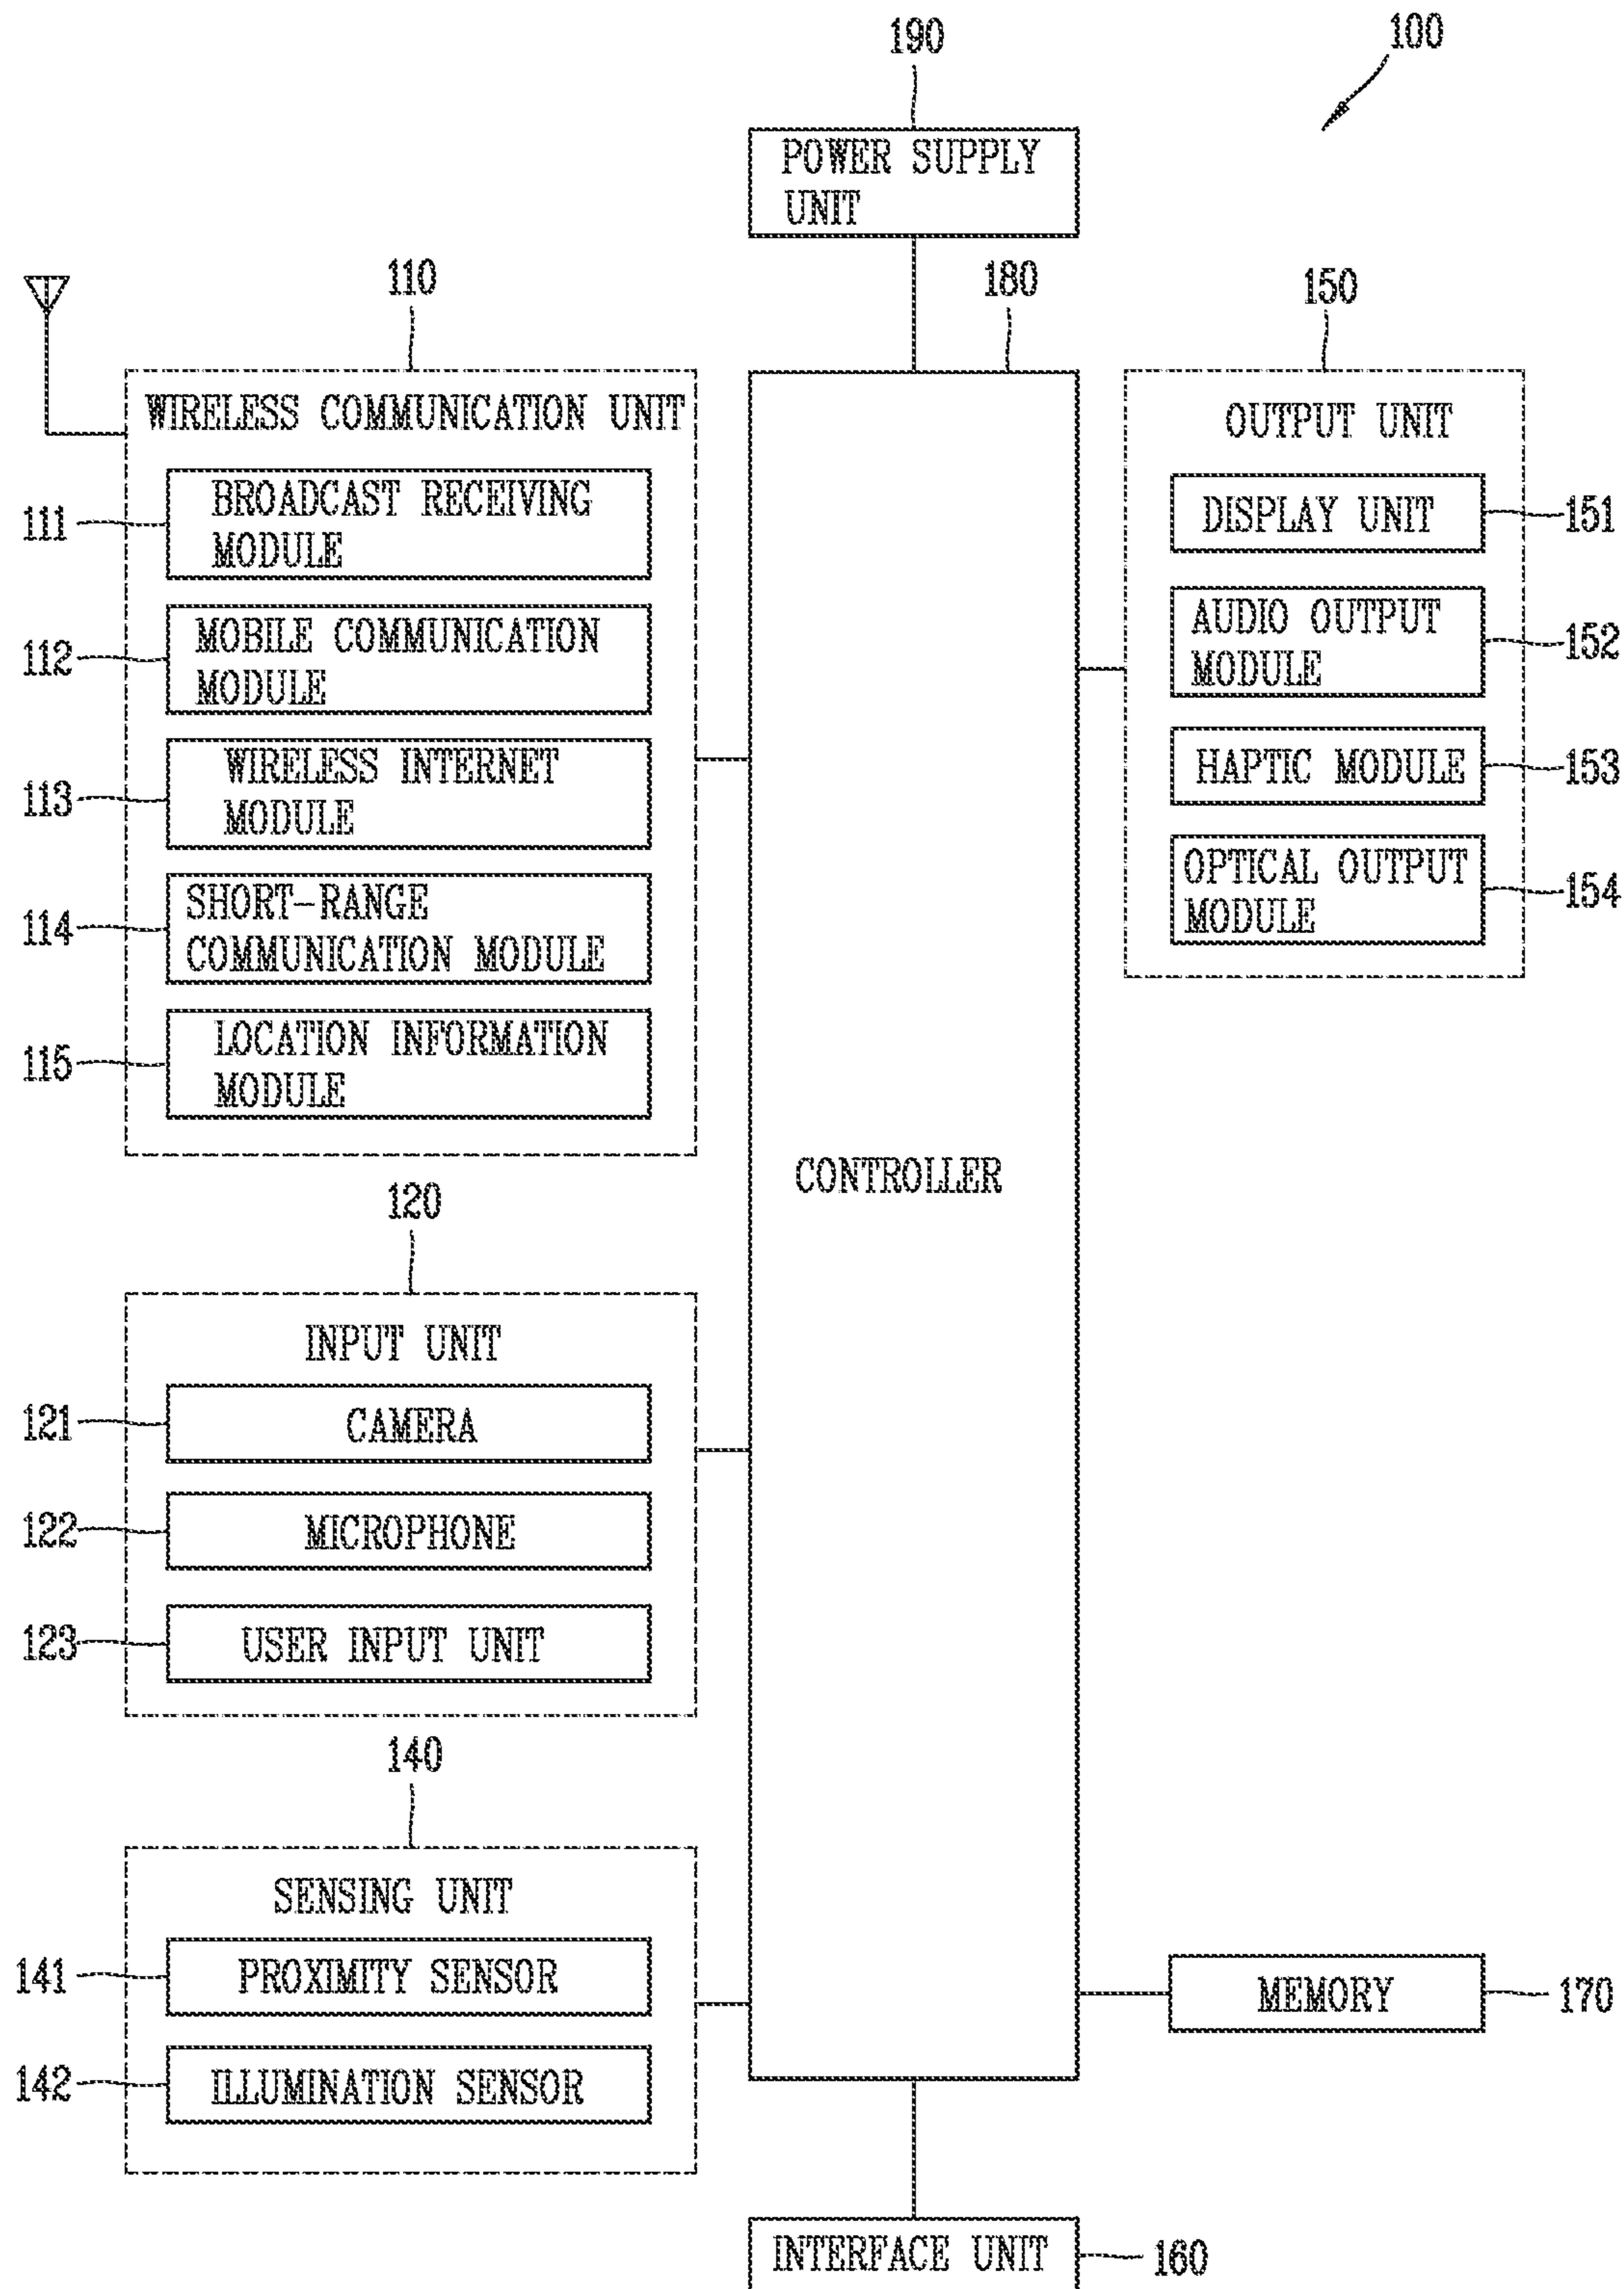 190
100
POWER SUPPLY
UNIT
110
180
150
WIRELESS COMMUNICATION UNIT
111
BROADCAST RECEIVING
MODULE
112
MOBILE COMMUNICATION
MODULE
113
WIRELESS INTERNET
MODULE
114
SHORT-RANGE
COMMUNICATION MODULE
115
LOCATION INFORMATION
MODULE
OUTPUT UNIT
DISPLAY UNIT
151
AUDIO OUTPUT
MODULE
152
HAPTIC MODULE
153
OPTICAL OUTPUT
MODULE
154
CONTROLLER
120
INPUT UNIT
121
CAMERA
122
MICROPHONE
123
USER INPUT UNIT
140
SENSING UNIT
141
PROXIMITY SENSOR
142
ILLUMINATION SENSOR
MEMORY
170
INTERFACE UNIT
160